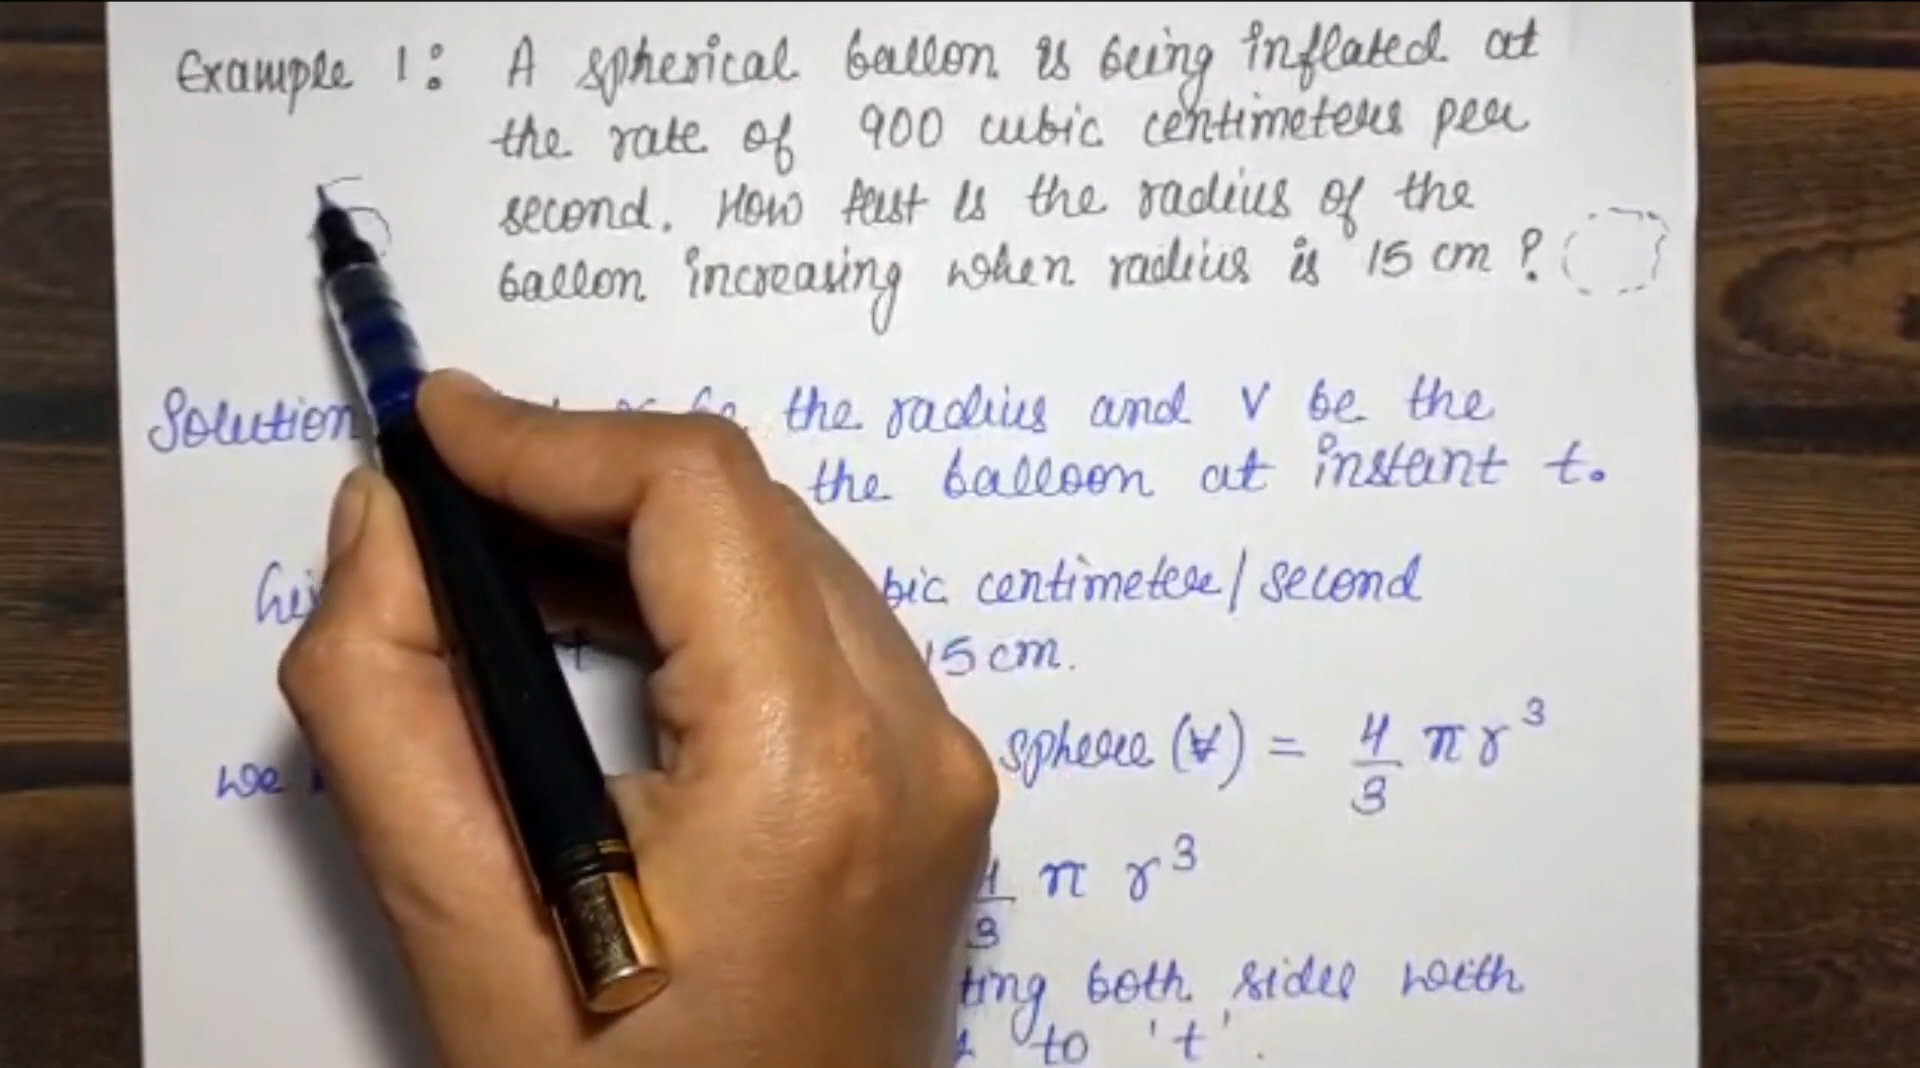 Example 1: A spherical ballon is being inflated at
the rate of 900 cubic centimeters per
second. How fast is the radius of the
ballon increasing when radius is 15 cm ?
Solution the radius and V be the
the balloon at instant t.
centimeter/second
15 cm.
we sphere (V) = 4/3 π r³
π r³
both sides with
to 't'.